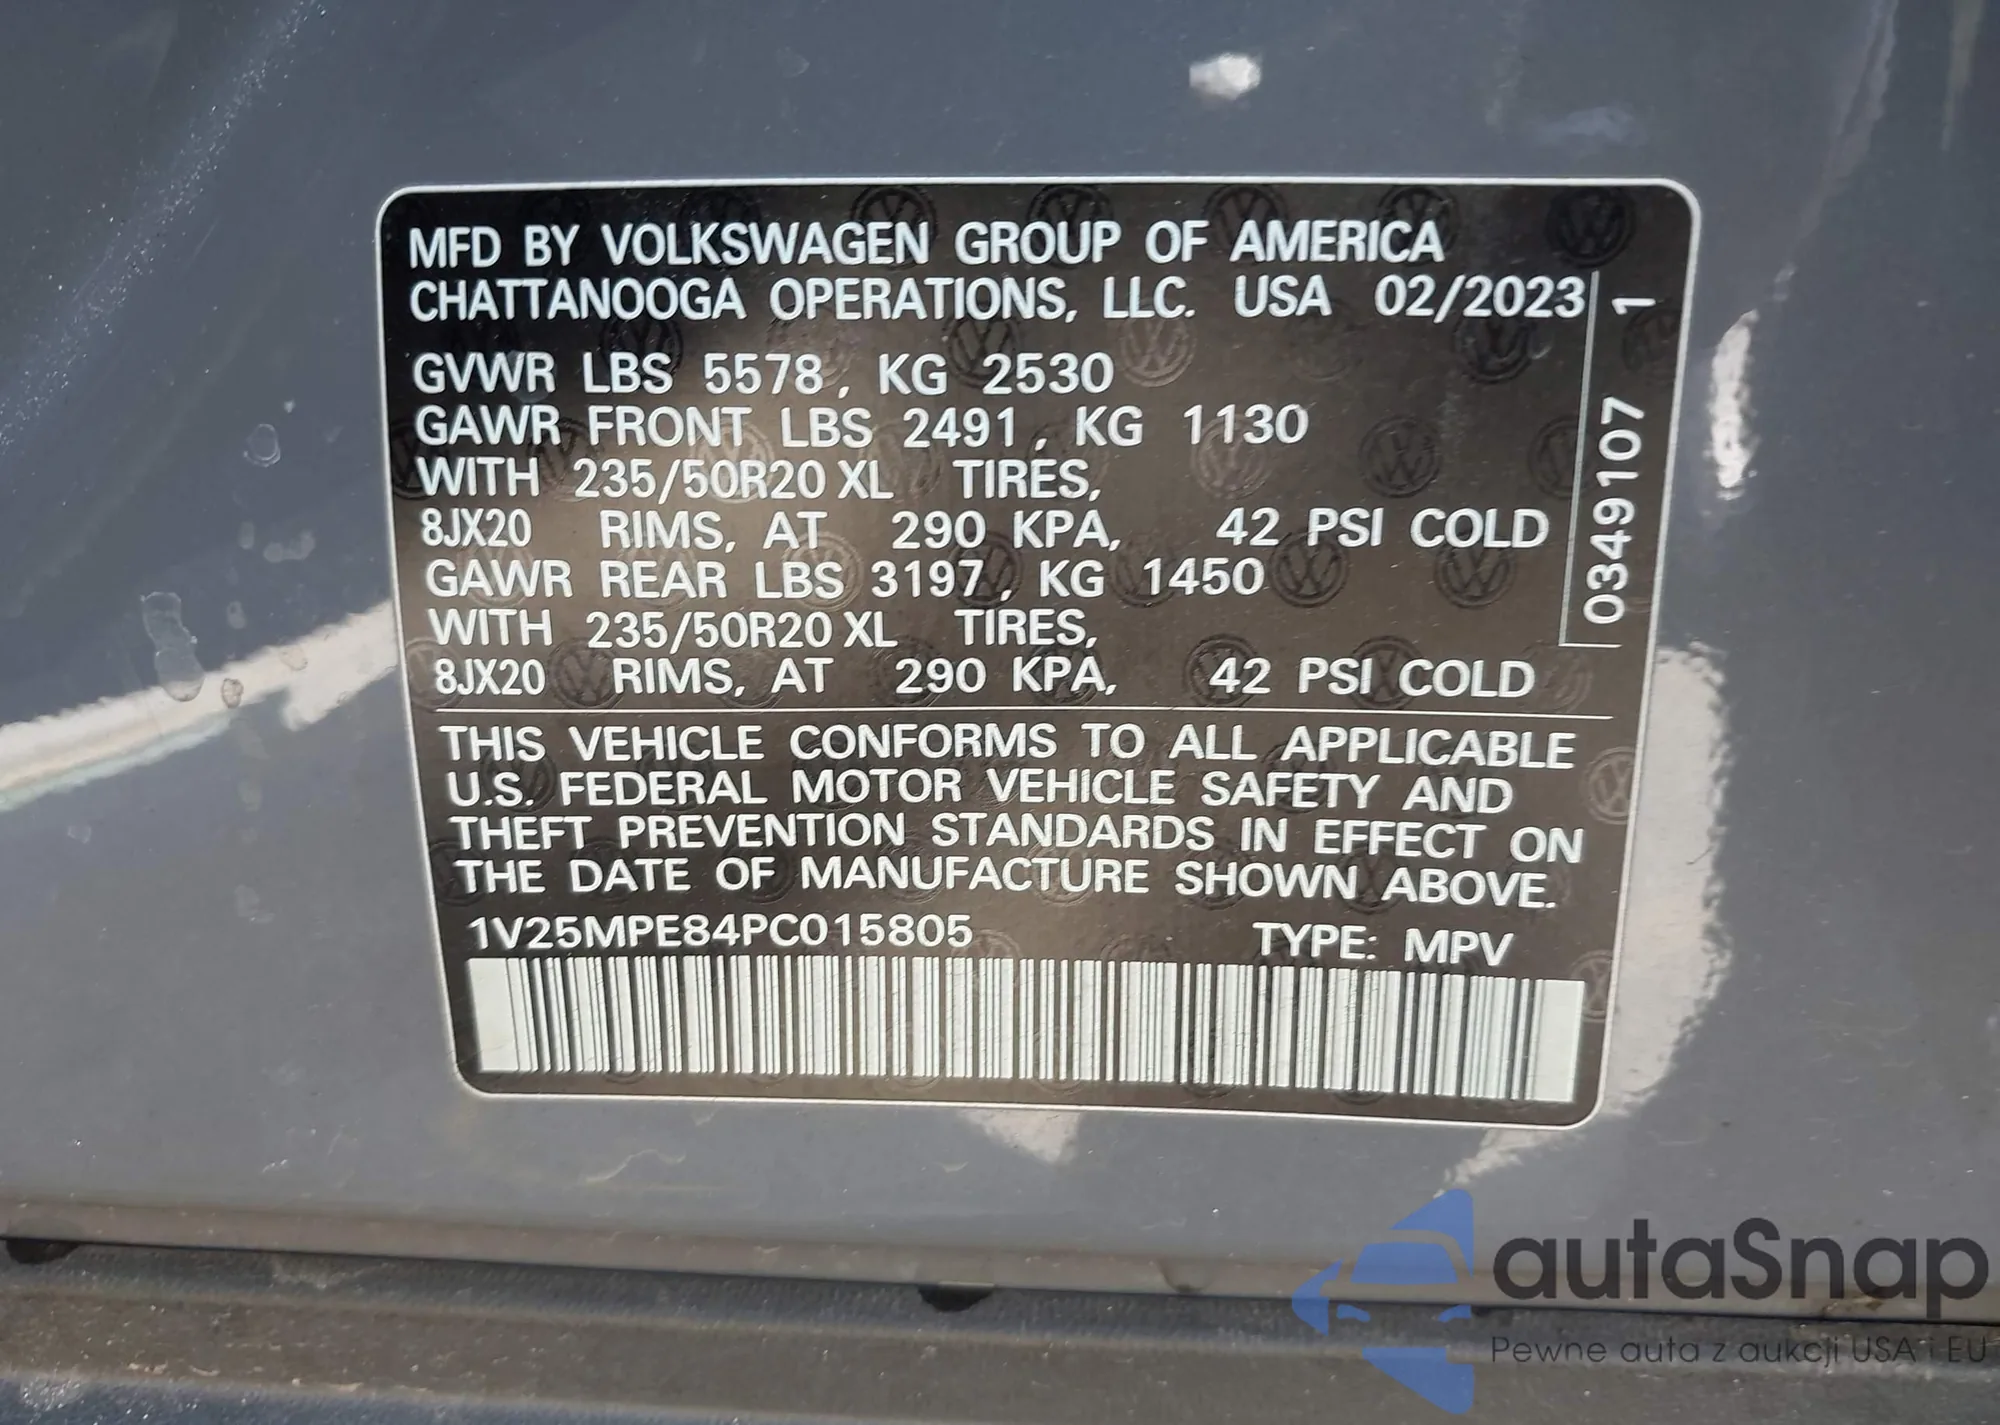 MFD BY VOLKSWAGEN GROUP OF AMERICA
CHATTANOOGA OPERATIONS, LLC. USA 02/2023
GVWR LBS 5578, KG 2530
GAWR FRONT LBS 2491, KG 1130
WITH 235/50R20 XL TIRES,
8JX20 RIMS, AT 290 KPA, 42 PSI COLD
GAWR REAR LBS 3197, KG 1450
WITH 235/50R20 XL TIRES,
8JX20 RIMS, AT 290 KPA, 42 PSI COLD
0349107 1
THIS VEHICLE CONFORMS TO ALL APPLICABLE
U.S. FEDERAL MOTOR VEHICLE SAFETY AND
THEFT PREVENTION STANDARDS IN EFFECT ON
THE DATE OF MANUFACTURE SHOWN ABOVE.
1V25MPE84PC015805 TYPE: MPV
autaSnap
Pewne auta z aukcji USA i EU